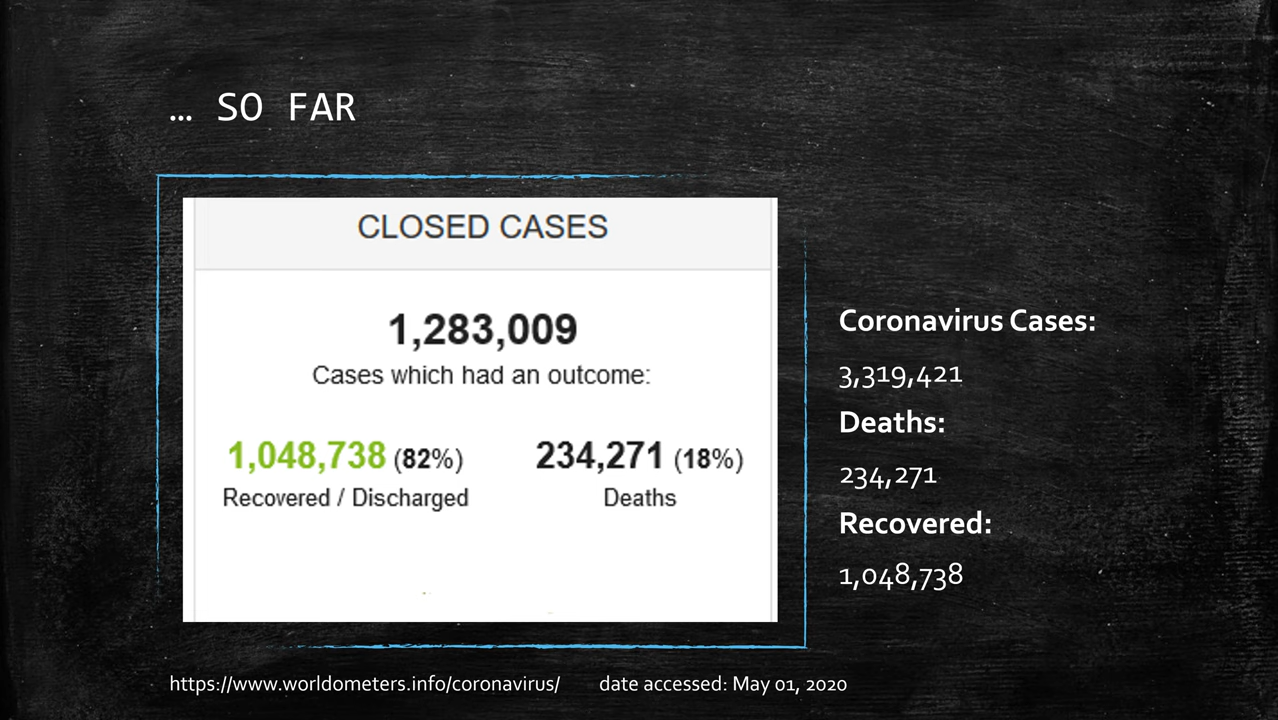 … SO FAR
CLOSED CASES
1,283,009
Cases which had an outcome:
1,048,738 (82%) 234,271 (18%)
Recovered / Discharged Deaths
Coronavirus Cases:
3,319,421
Deaths:
234,271
Recovered:
1,048,738
https://www.worldometers.info/coronavirus/ date accessed: May 01, 2020